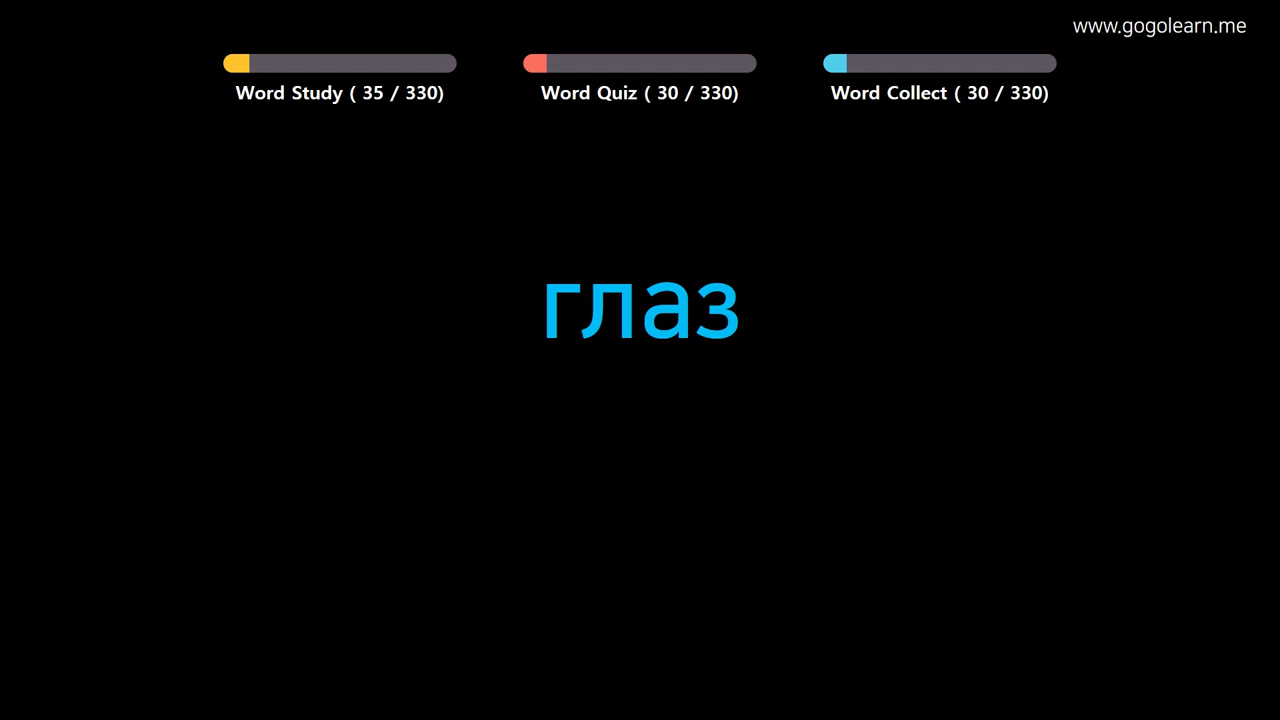 www.gogolearn.me
Word Study ( 35 / 330)
Word Quiz ( 30 / 330)
Word Collect ( 30 / 330)
глаз